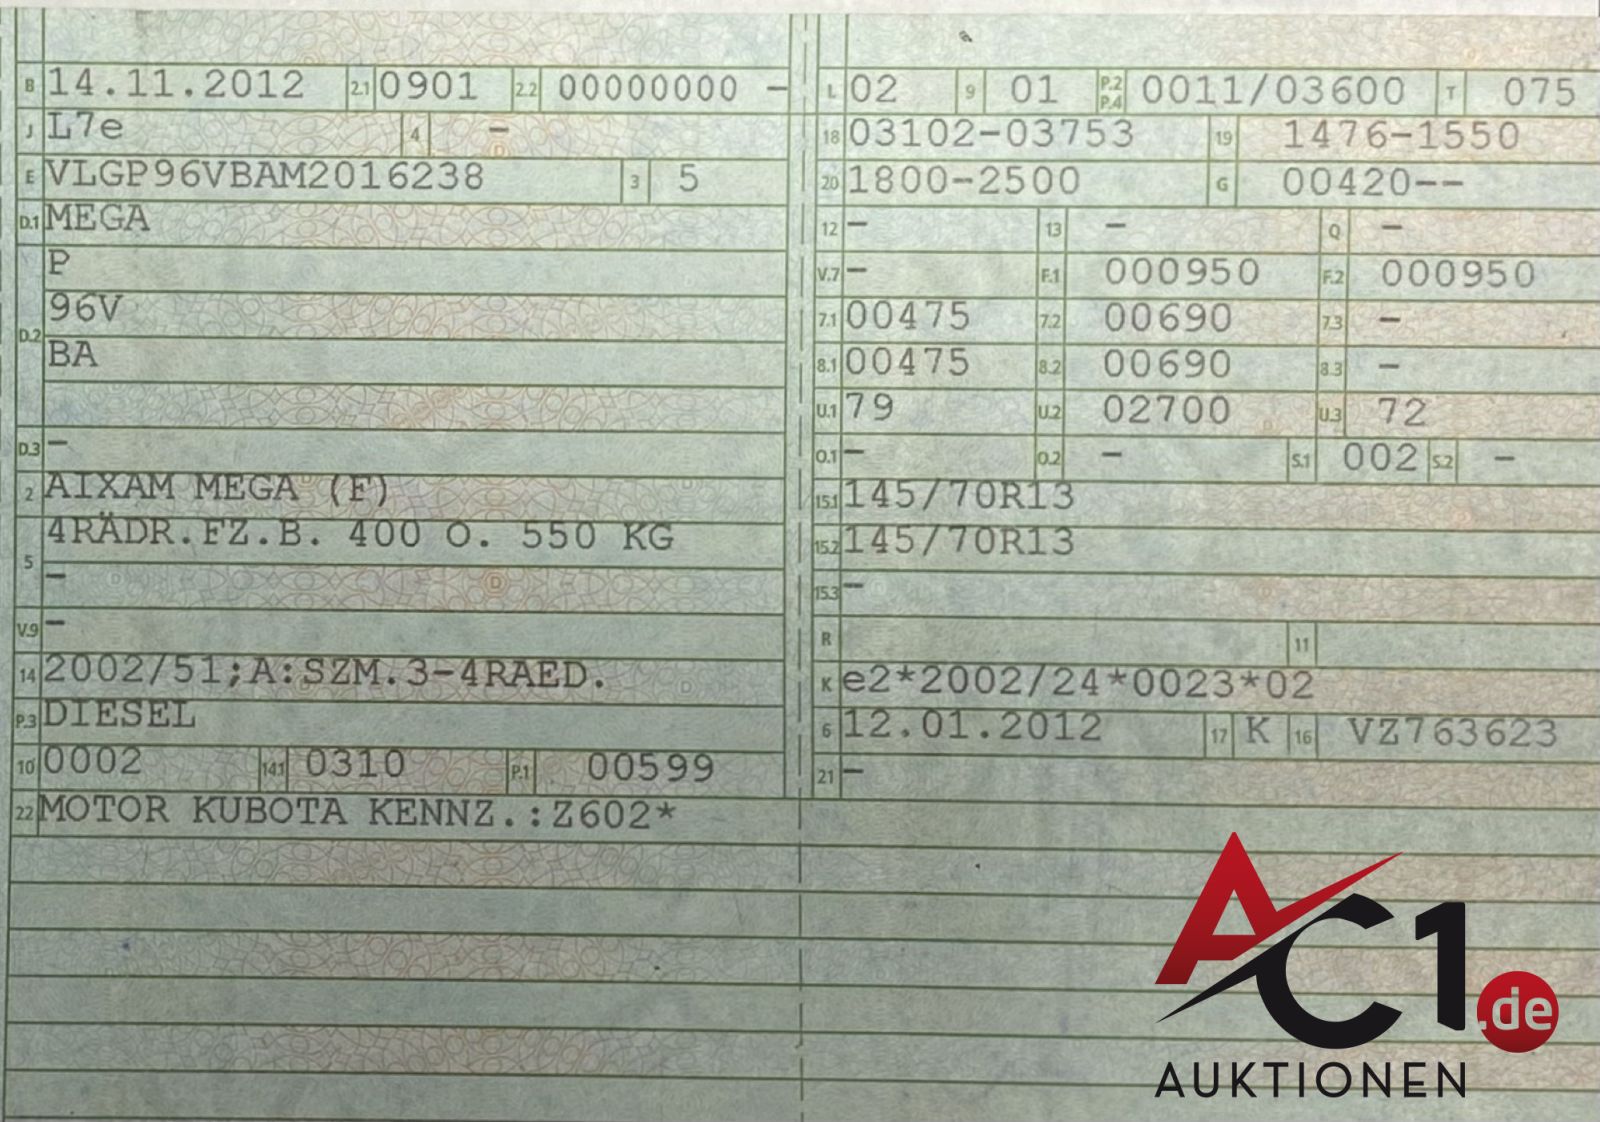 B 14.11.2012 2.1 0901 2.2 00000000 -
J L7e 4 -
E VLGP96VBAM2016238 3 5
D.1 MEGA
P
96V
D.2
BA
D.3 -
2 AIXAM MEGA (F)
4RÄDR.FZ.B. 400 O. 550 KG
5
-
V.9 -
14 2002/51;A:SZM.3-4RAED.
P.3 DIESEL
10 0002 14.1 0310 P.1 00599
22 MOTOR KUBOTA KENNZ.:Z602*
L 02 9 01 P.2 P.4 0011/03600 T 075
18 03102-03753 19 1476-1550
20 1800-2500 G 00420--
12 - 13 - Q -
V.7 - F.1 000950 F.2 000950
7.1 00475 7.2 00690 7.3 -
8.1 00475 8.2 00690 8.3 -
U.1 79 U.2 02700 U.3 72
O.1 - O.2 - S.1 002 S.2 -
15.1 145/70R13
15.2 145/70R13
15.3 -
R 11
K e2*2002/24*0023*02
6 12.01.2012 17 K 16 VZ763623
21 -
AC1.de
AUKTIONEN